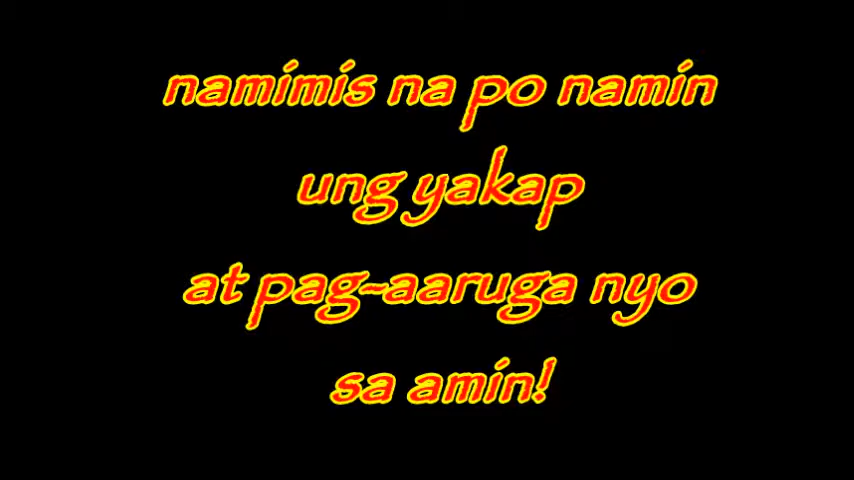 namimis na po namin
ung yakap
at pag-aaruga nyo
sa amin!